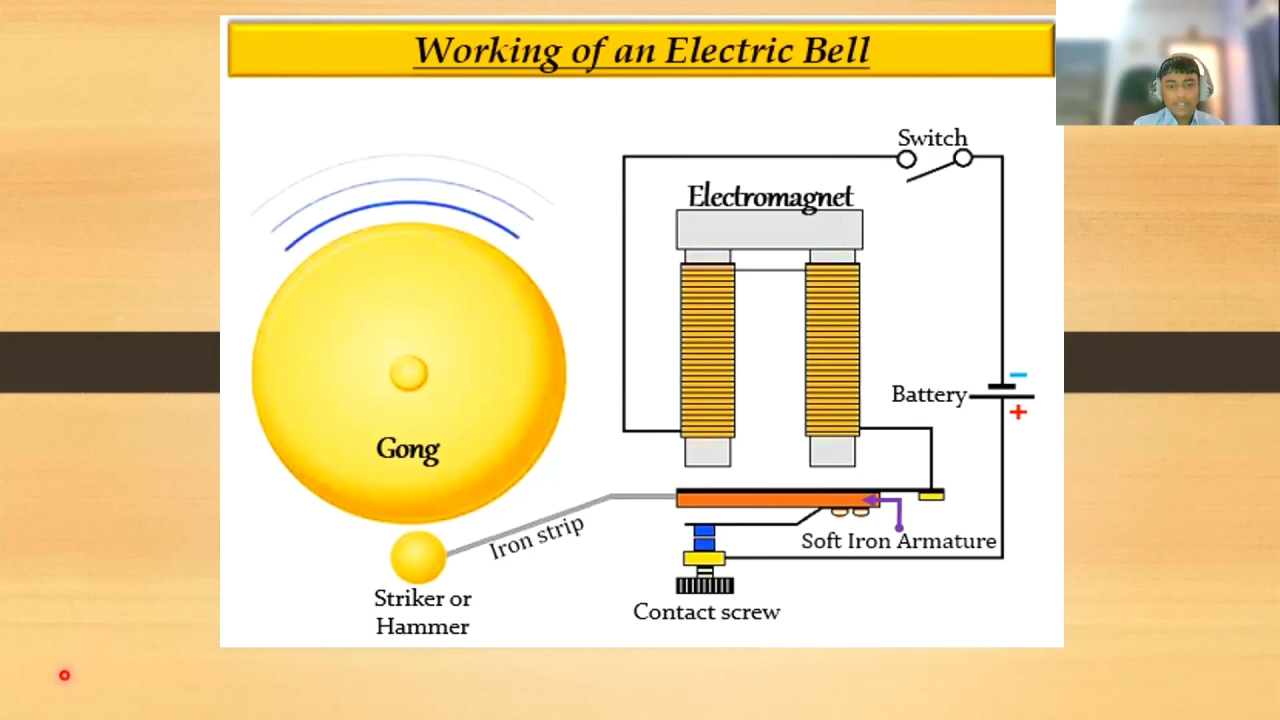 Working of an Electric Bell
Switch
Electromagnet
Battery
−
+
Gong
Iron strip
Soft Iron Armature
Striker or
Hammer
Contact screw